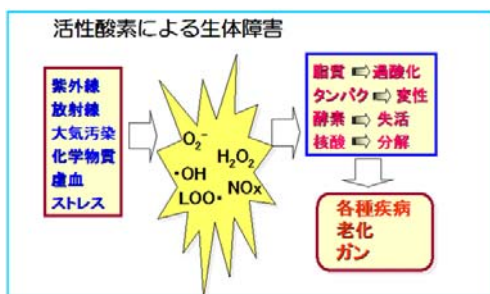 活性酸素による生体障害
紫外線
放射線
大気汚染
化学物質
虚血
ストレス
O₂⁻
H₂O₂
・OH
NOx
LOO・
脂質 ⇨ 過酸化
タンパク ⇨ 変性
酵素 ⇨ 失活
核酸 ⇨ 分解
各種疾病
老化
ガン